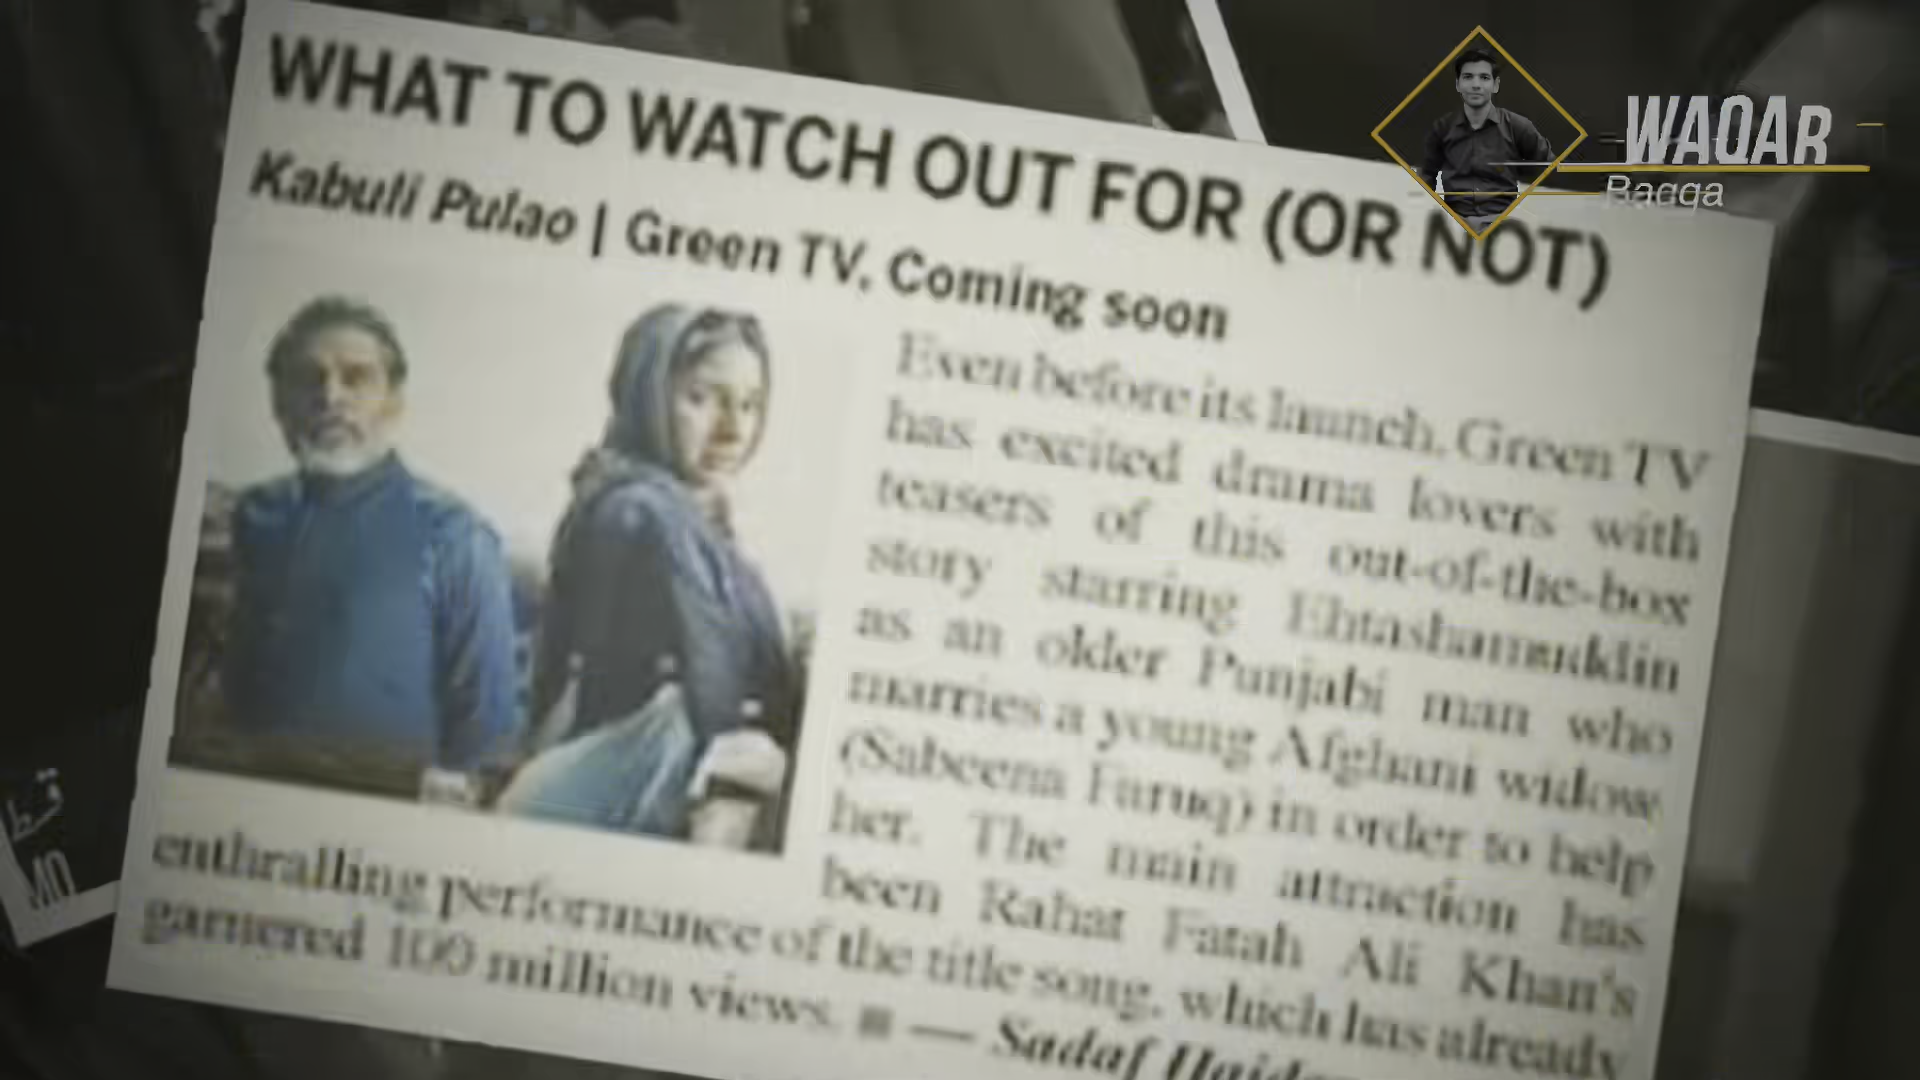 WHAT TO WATCH OUT FOR (OR NOT)
Kabuli Pulao | Green TV, Coming soon
Even before its launch, Green TV
has excited drama lovers with
teasers of this out-of-the-box
story starring Ehtashamuddin
as an older Punjabi man who
marries a young Afghani widow
(Sabeena Faruq) in order to help
her. The main attraction has
been Rahat Fatah Ali Khan's
enthralling performance of the title song, which has already
garnered 100 million views. ■ — Sadaf
WAQAR
Raqqa
MO